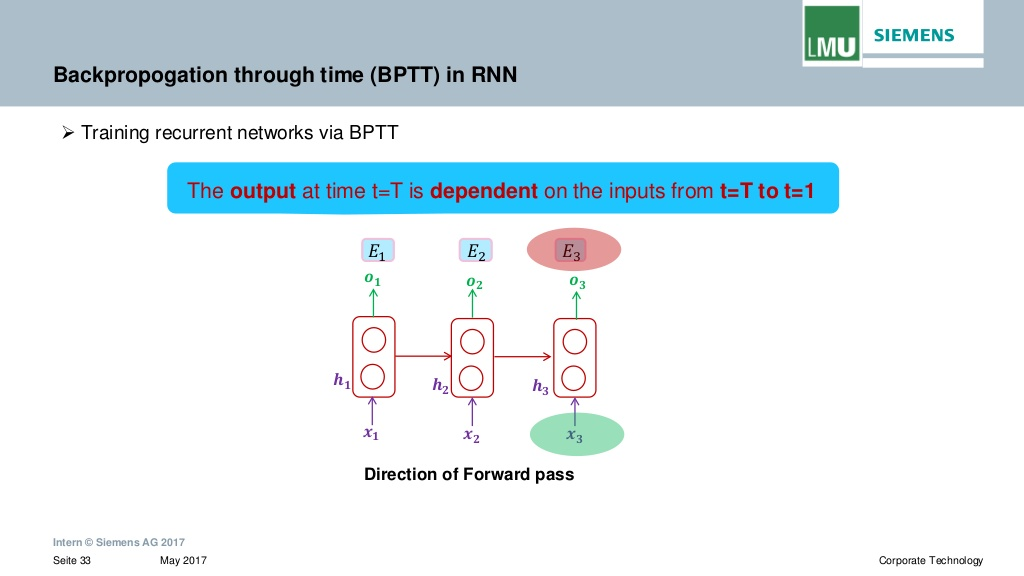 LMU
SIEMENS
Backpropogation through time (BPTT) in RNN
➢ Training recurrent networks via BPTT
The output at time t=T is dependent on the inputs from t=T to t=1
E₁ E₂ E₃
o₁ o₂ o₃
h₁ h₂ h₃
x₁ x₂ x₃
Direction of Forward pass
Intern © Siemens AG 2017
Seite 33 May 2017 Corporate Technology